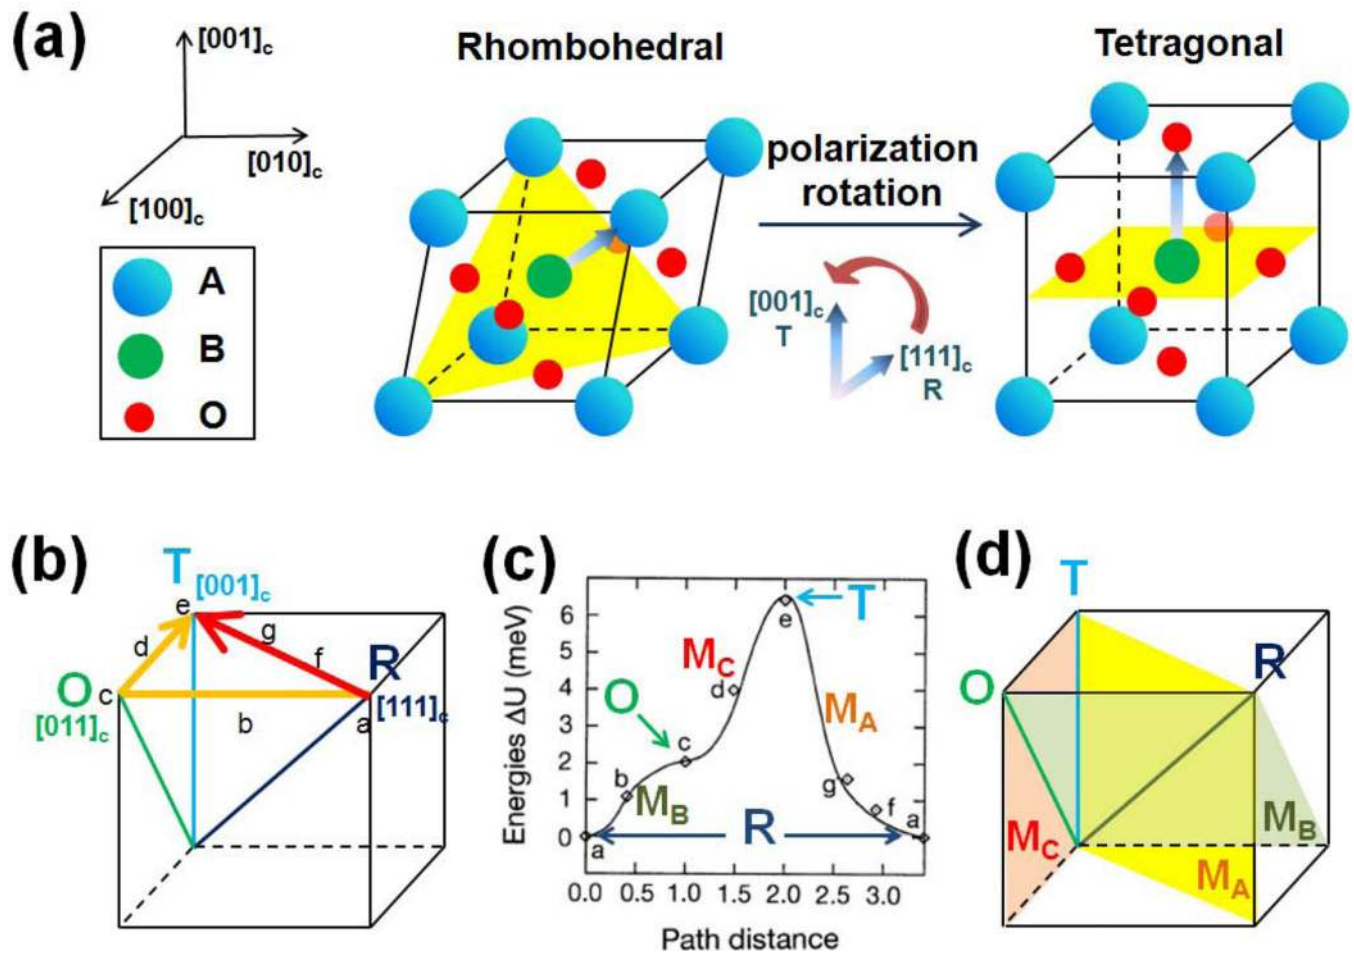 (a)
[001]c
[010]c
[100]c
A
B
O
Rhombohedral
polarization
rotation
[001]c
T
[111]c
R
Tetragonal
(b)
T
[001]c
e
d
g
f
O
c
[011]c
b
R
a
[111]c
(c)
Energies ΔU (meV)
6
5
4
3
2
1
0
T
e
MC
d
O
c
MA
b
MB
g
f
a
R
a
0.0 0.5 1.0 1.5 2.0 2.5 3.0
Path distance
(d)
T
O
R
MC
MB
MA